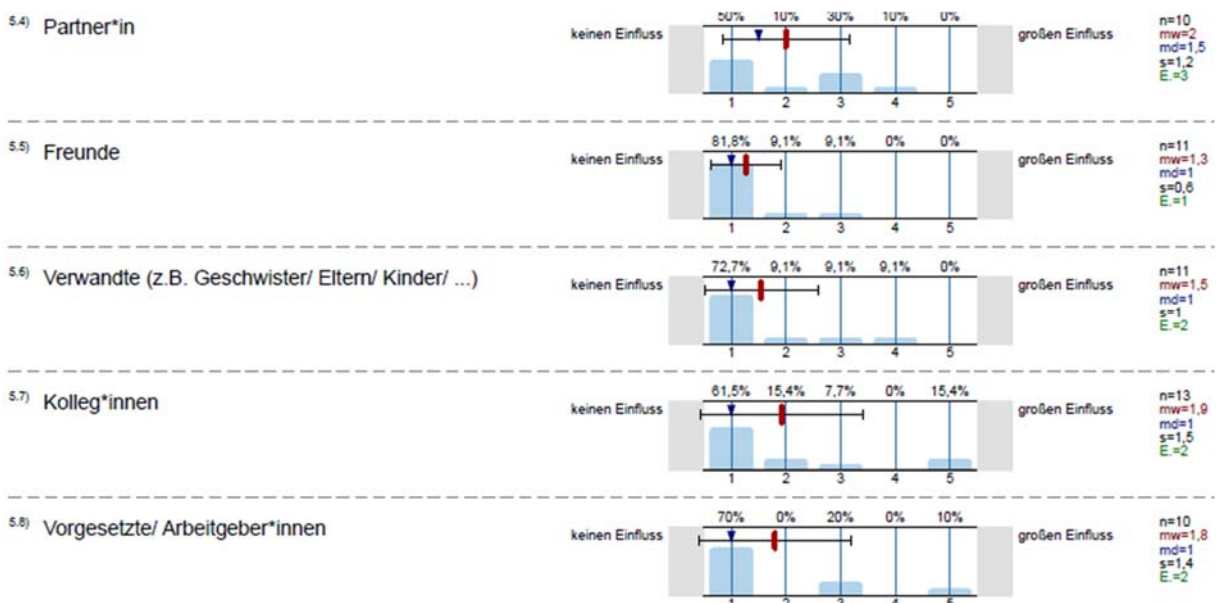 5.4) Partner*in
50% 10% 30% 10% 0%
keinen Einfluss
großen Einfluss
1 2 3 4 5
n=10
mw=2
md=1,5
s=1,2
E.=3
5.5) Freunde
81,8% 9,1% 9,1% 0% 0%
keinen Einfluss
großen Einfluss
1 2 3 4 5
n=11
mw=1,3
md=1
s=0,6
E.=1
5.6) Verwandte (z.B. Geschwister/ Eltern/ Kinder/ ...)
72,7% 9,1% 9,1% 9,1% 0%
keinen Einfluss
großen Einfluss
1 2 3 4 5
n=11
mw=1,5
md=1
s=1
E.=2
5.7) Kolleg*innen
61,5% 15,4% 7,7% 0% 15,4%
keinen Einfluss
großen Einfluss
1 2 3 4 5
n=13
mw=1,9
md=1
s=1,5
E.=2
5.8) Vorgesetzte/ Arbeitgeber*innen
70% 0% 20% 0% 10%
keinen Einfluss
großen Einfluss
1 2 3 4 5
n=10
mw=1,8
md=1
s=1,4
E.=2